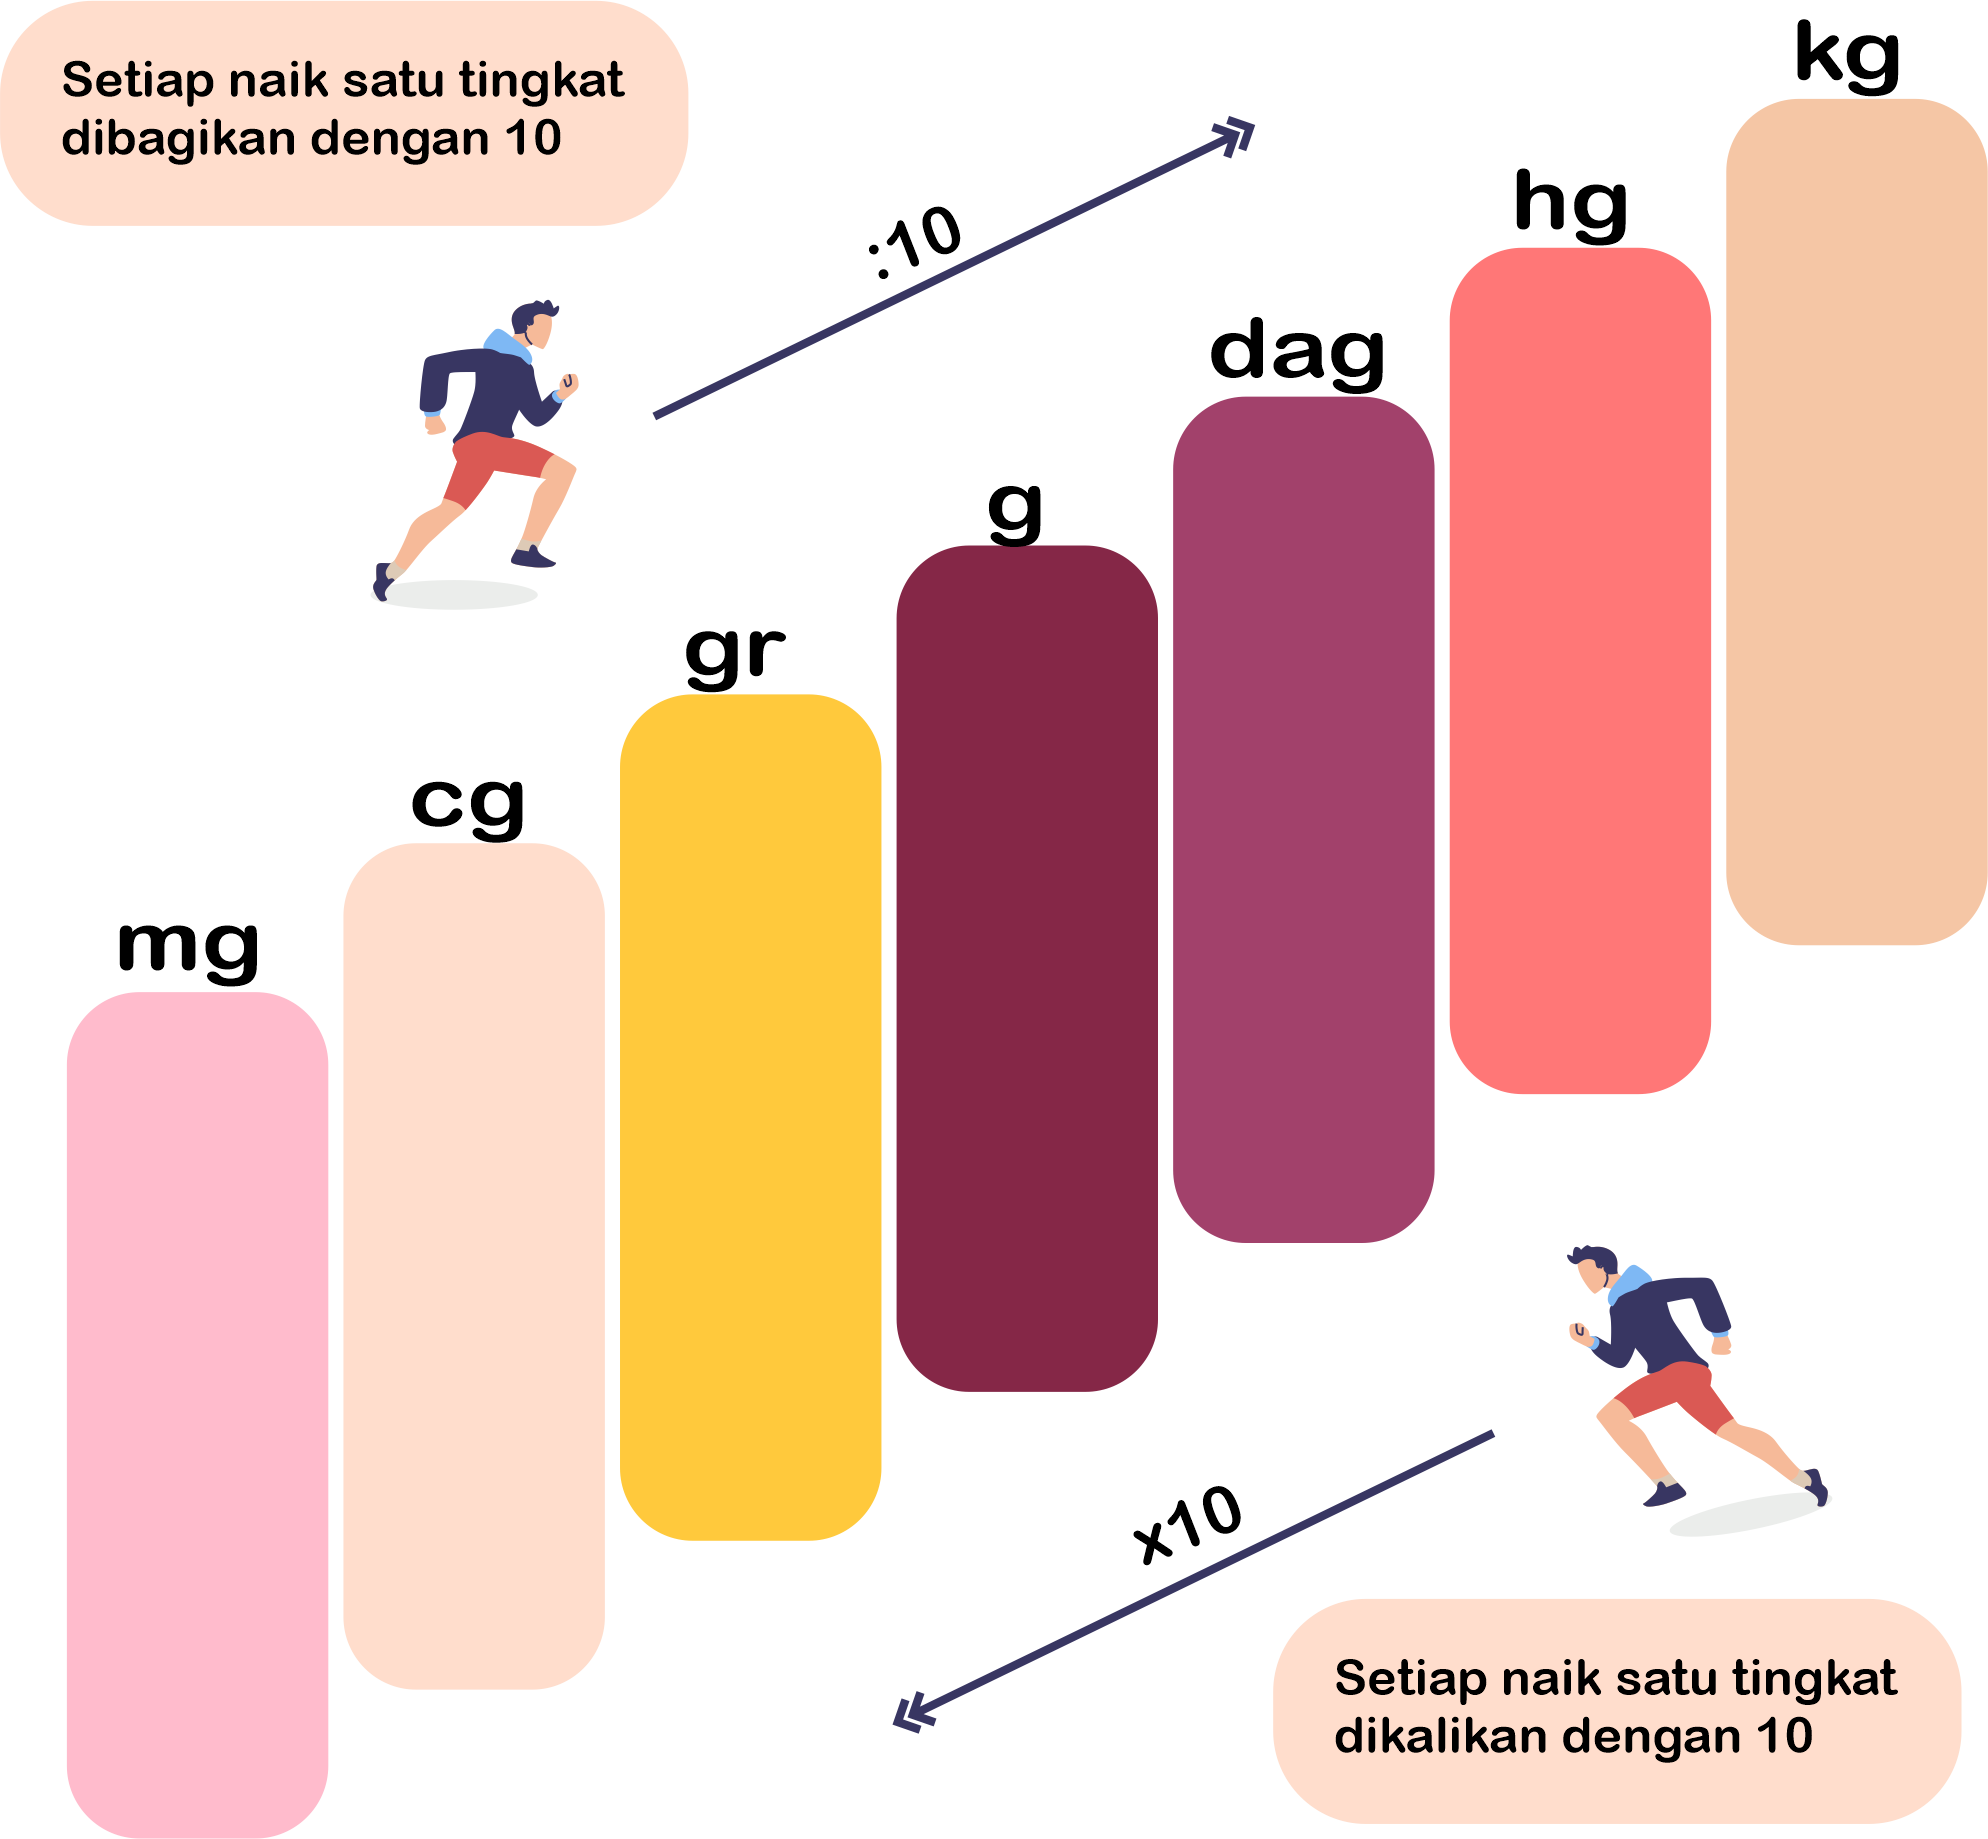 Setiap naik satu tingkat
dibagikan dengan 10
kg
hg
:10
dag
g
gr
cg
mg
x10
Setiap naik satu tingkat
dikalikan dengan 10